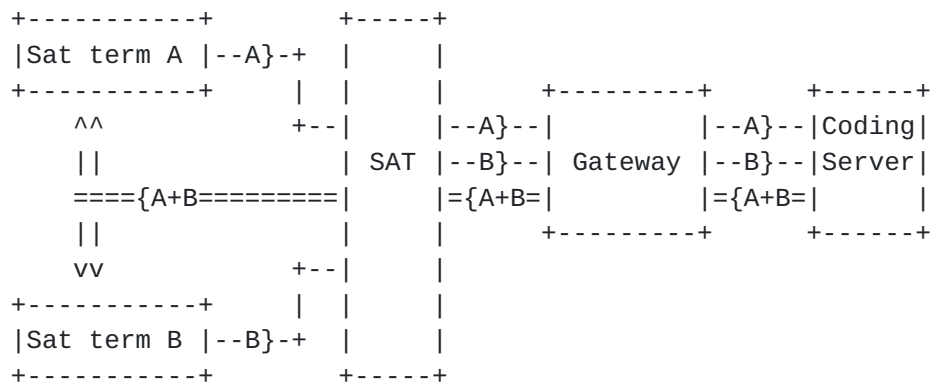 +-----------+        +-----+
|Sat term A |--A}-+  |     |
+-----------+     |  |     |      +---------+      +------+
    ^^            +--|     |--A}--|         |--A}--|Coding|
    ||               | SAT |--B}--| Gateway |--B}--|Server|
    ====={A+B=========|     |={A+B=|         |={A+B=|      |
    ||               |     |      +---------+      +------+
    vv            +--|     |
+-----------+     |  |     |
|Sat term B |--B}-+  |     |
+-----------+        +-----+